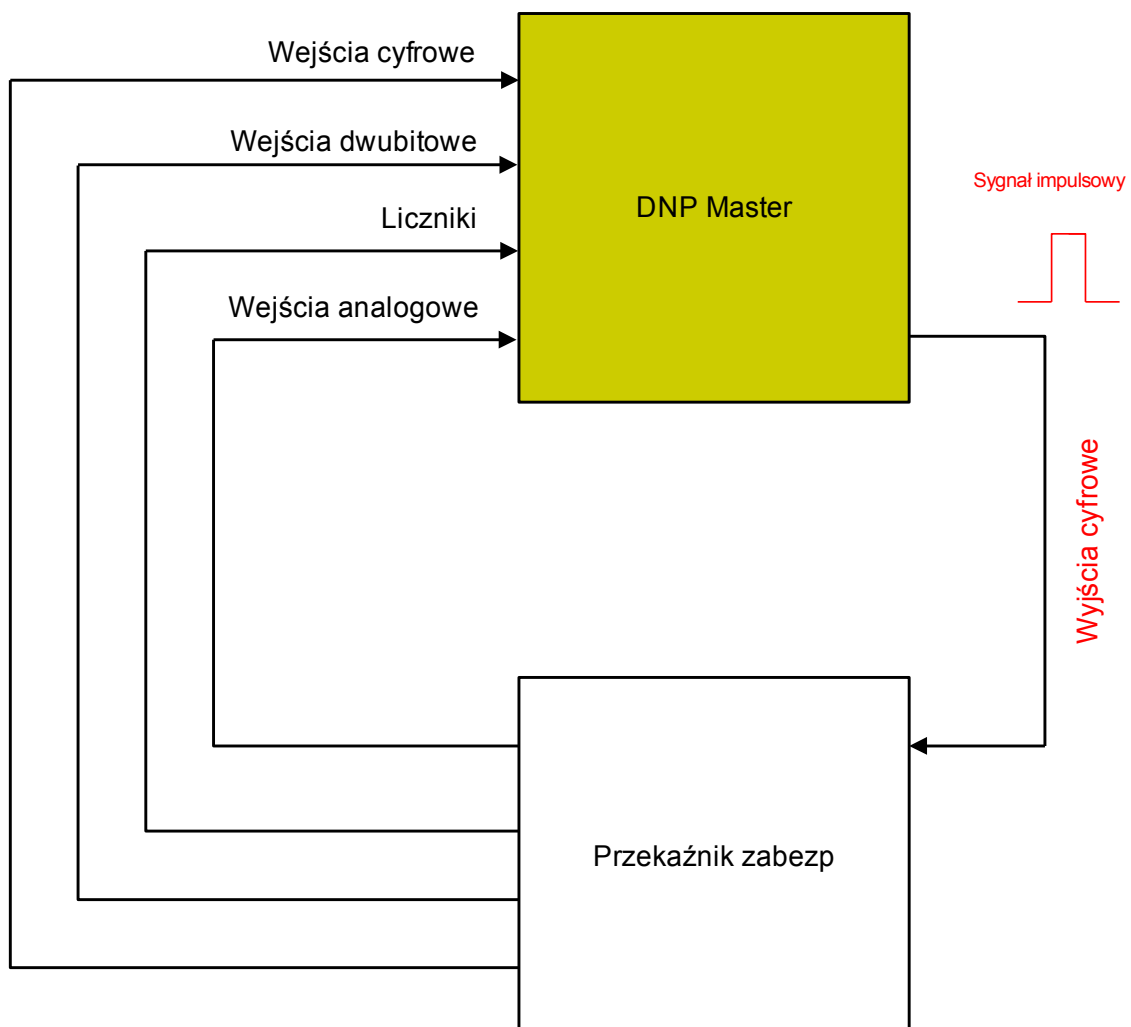 Wejścia cyfrowe
Wejścia dwubitowe
Liczniki
Wejścia analogowe
DNP Master
Sygnał impulsowy
Wyjścia cyfrowe
Przekaźnik zabezp